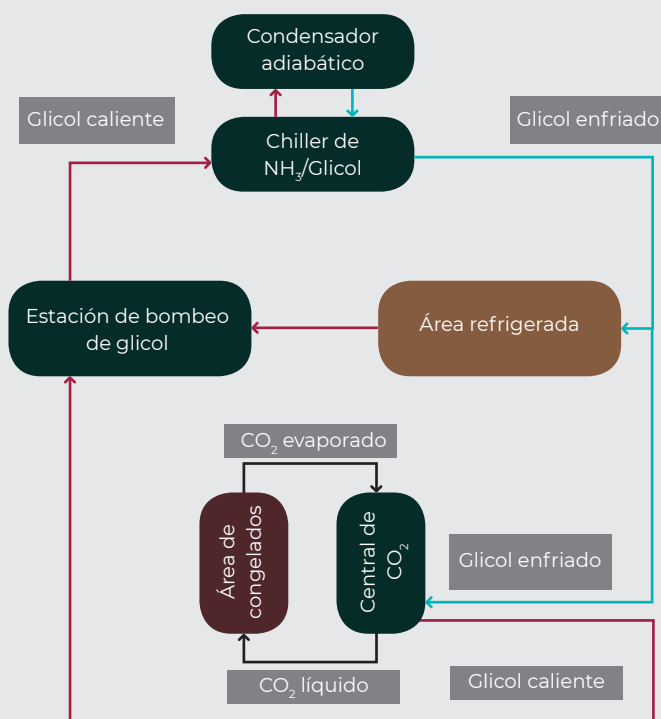 Condensador
adiabático
Glicol caliente
Glicol enfriado
Chiller de
NH₃/Glicol
Estación de bombeo
de glicol
Área refrigerada
CO₂ evaporado
Área de
congelados
Central de
CO₂
Glicol enfriado
CO₂ líquido
Glicol caliente